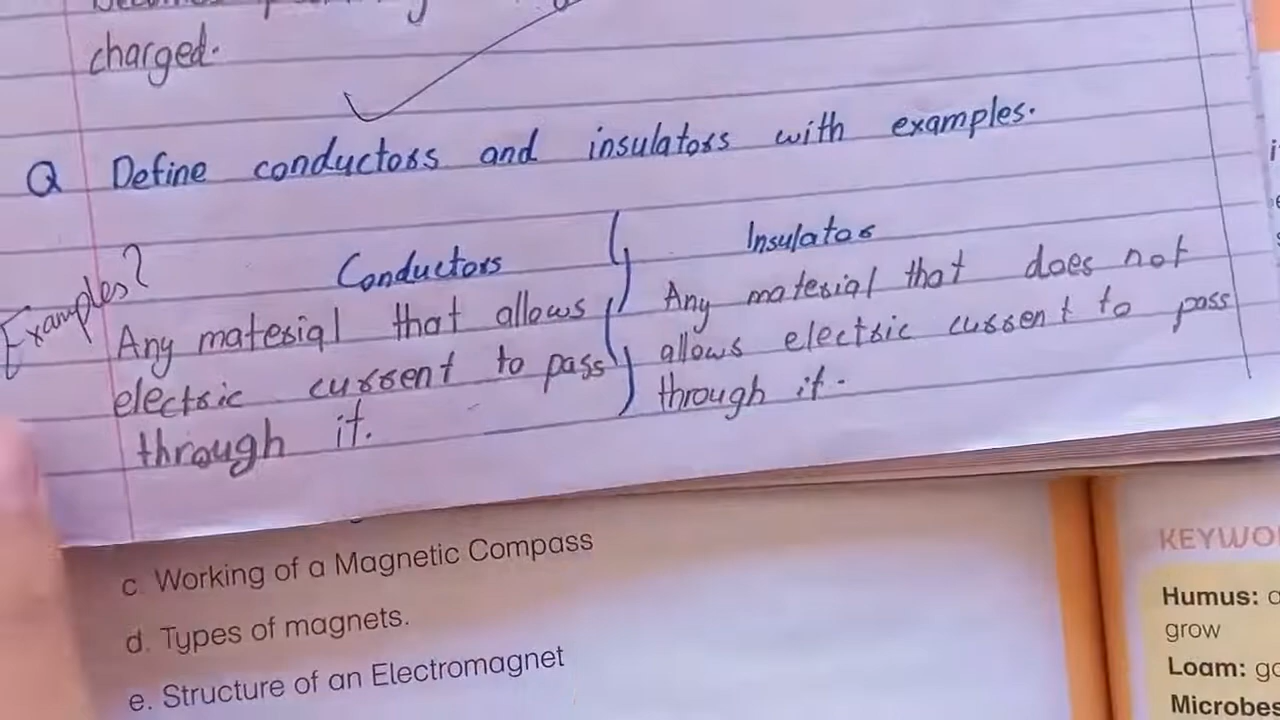 charged.
Q Define conductors and insulators with examples.
Examples?
Conductors
Any material that allows
electric current to pass
through it.
Insulator
Any material that does not
allows electric current to pass
through it.
c. Working of a Magnetic Compass
d. Types of magnets.
e. Structure of an Electromagnet
Humus:
grow
Loam:
Microbes